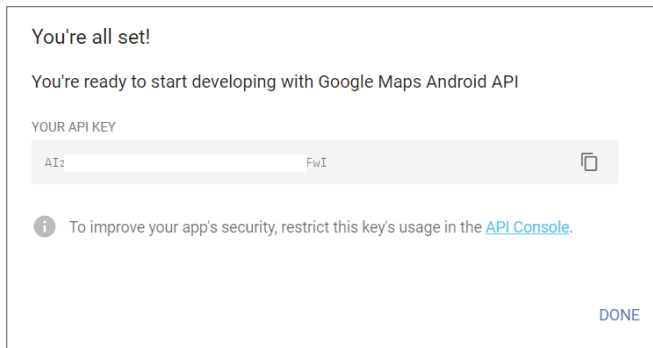 You're all set!
You're ready to start developing with Google Maps Android API
YOUR API KEY
AIz FwI
To improve your app's security, restrict this key's usage in the API Console.
DONE